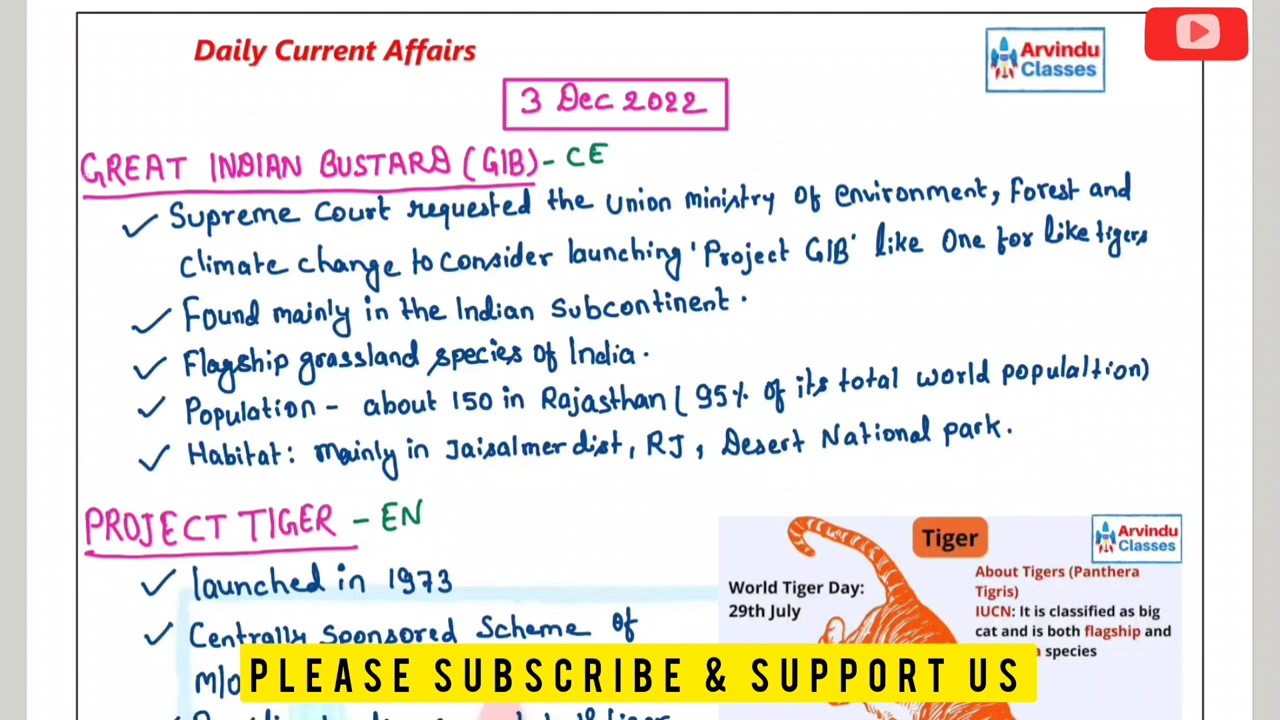 Daily Current Affairs
Arvindu
Classes
3 Dec 2022
GREAT INDIAN BUSTARD (GIB) - CE
Supreme Court requested the Union ministry of environment, Forest and
Climate change to consider launching 'Project GIB' like One for like tigers
Found mainly in the Indian Subcontinent.
Flagship grassland species of India.
Population - about 150 in Rajasthan (95% of its total world populaltion)
Habitat: mainly in Jaisalmer dist, RJ, Desert National park.
PROJECT TIGER - EN
launched in 1973
Centrally Sponsored Scheme of
M/o
Tiger
Arvindu
Classes
World Tiger Day:
29th July
About Tigers (Panthera
Tigris)
IUCN: It is classified as big
cat and is both flagship and
species
PLEASE SUBSCRIBE & SUPPORT US